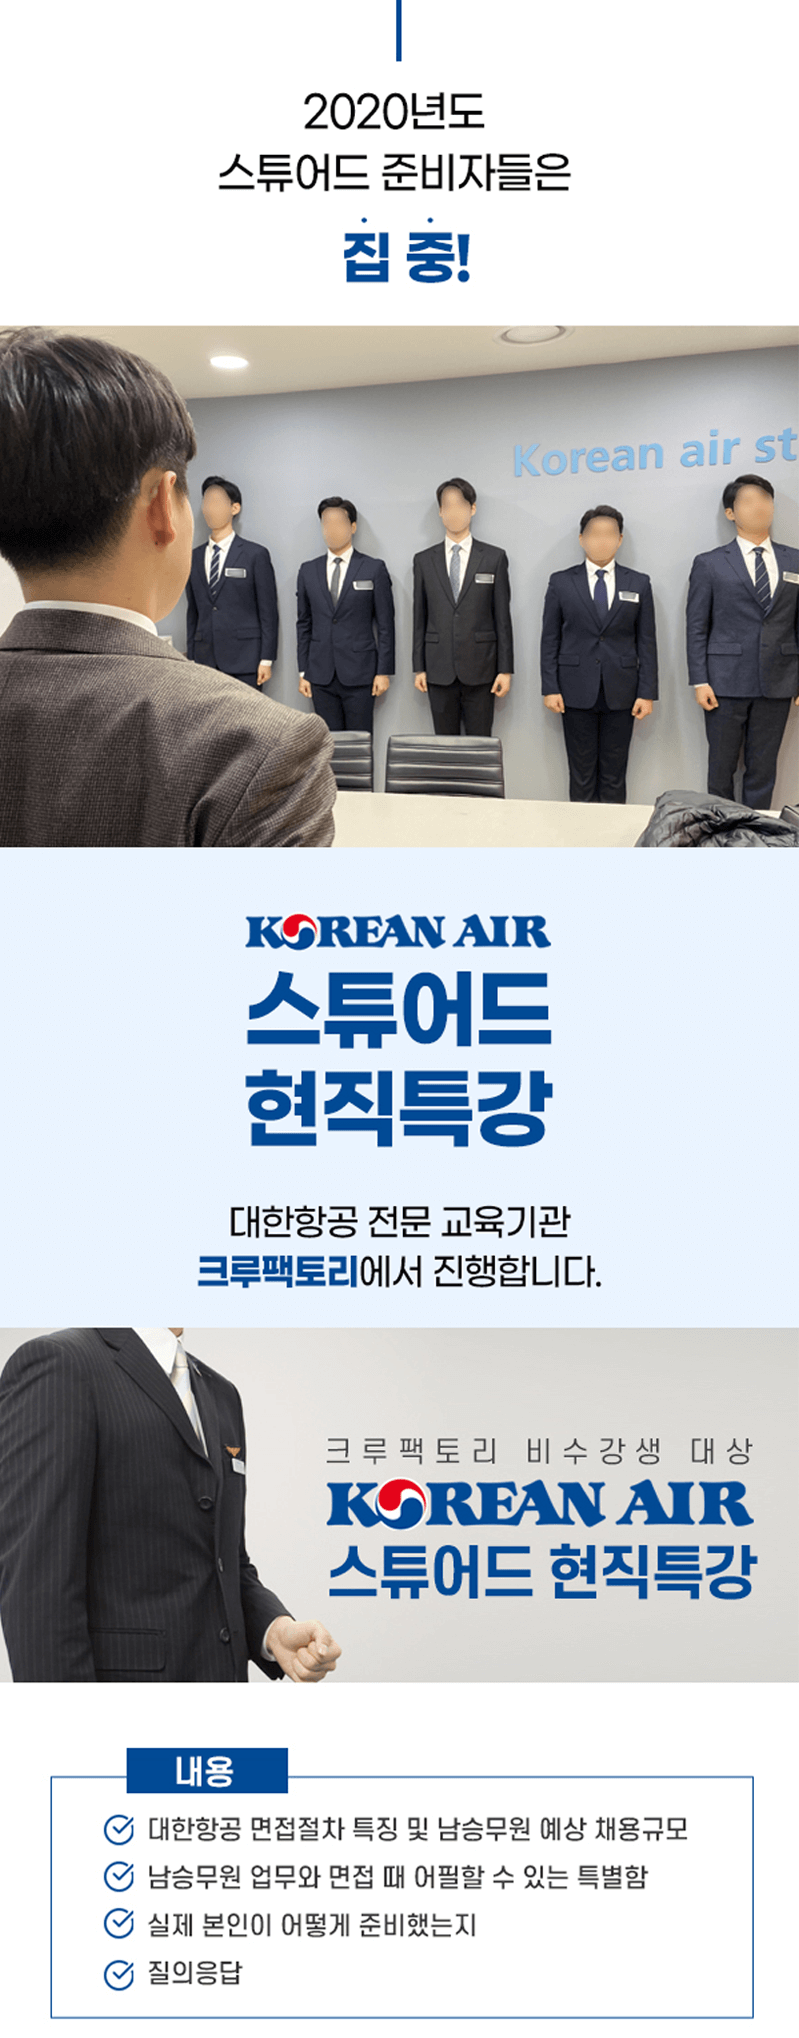 2020년도
스튜어드 준비자들은
집 중!
Korean air st
KOREAN AIR
스튜어드
현직특강
대한항공 전문 교육기관
크루팩토리에서 진행합니다.
크루팩토리 비수강생 대상
KOREAN AIR
스튜어드 현직특강
내용
대한항공 면접절차 특징 및 남승무원 예상 채용규모
남승무원 업무와 면접 때 어필할 수 있는 특별함
실제 본인이 어떻게 준비했는지
질의응답